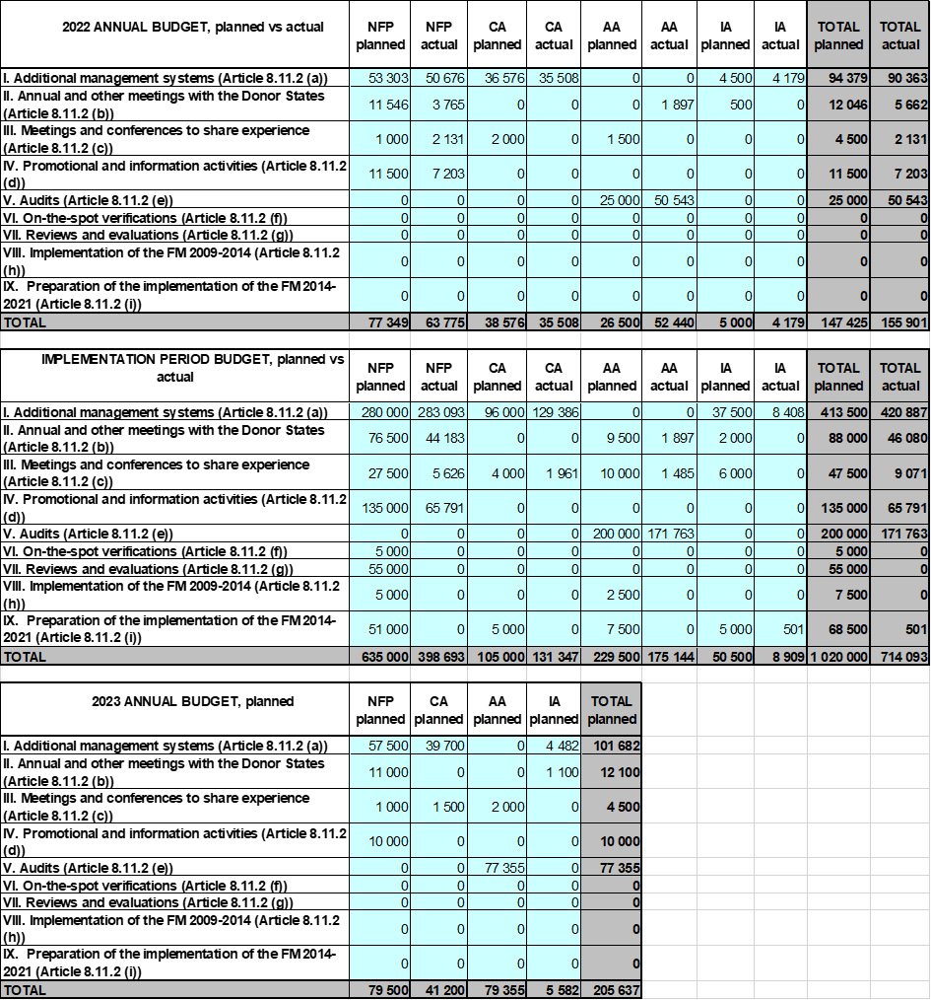 2022 ANNUAL BUDGET, planned vs actual NFP planned NFP actual CA planned CA actual AA planned AA actual IA planned IA actual TOTAL planned TOTAL actual
I. Additional management systems (Article 8.11.2 (a)) 53 303 50 676 36 576 35 508 0 0 4 500 4 179 94 379 90 363
II. Annual and other meetings with the Donor States
(Article 8.11.2 (b)) 11 546 3 765 0 0 0 1 897 500 0 12 046 5 662
III. Meetings and conferences to share experience
(Article 8.11.2 (c)) 1 000 2 131 2 000 0 1 500 0 0 0 4 500 2 131
IV. Promotional and information activities (Article 8.11.2
(d)) 11 500 7 203 0 0 0 0 0 0 11 500 7 203
V. Audits (Article 8.11.2 (e)) 0 0 0 0 25 000 50 543 0 0 25 000 50 543
VI. On-the-spot verifications (Article 8.11.2 (f)) 0 0 0 0 0 0 0 0 0 0
VII. Reviews and evaluations (Article 8.11.2 (g)) 0 0 0 0 0 0 0 0 0 0
VIII. Implementation of the FM 2009-2014 (Article 8.11.2
(h)) 0 0 0 0 0 0 0 0 0 0
IX. Preparation of the implementation of the FM 2014-
2021 (Article 8.11.2 (i)) 0 0 0 0 0 0 0 0 0 0
TOTAL 77 349 63 775 38 576 35 508 26 500 52 440 5 000 4 179 147 425 155 901
IMPLEMENTATION PERIOD BUDGET, planned vs
actual NFP planned NFP actual CA planned CA actual AA planned AA actual IA planned IA actual TOTAL planned TOTAL actual
I. Additional management systems (Article 8.11.2 (a)) 280 000 283 093 96 000 129 386 0 0 37 500 8 408 413 500 420 887
II. Annual and other meetings with the Donor States
(Article 8.11.2 (b)) 76 500 44 183 0 0 9 500 1 897 2 000 0 88 000 46 080
III. Meetings and conferences to share experience
(Article 8.11.2 (c)) 27 500 5 626 4 000 1 961 10 000 1 485 6 000 0 47 500 9 071
IV. Promotional and information activities (Article 8.11.2
(d)) 135 000 65 791 0 0 0 0 0 0 135 000 65 791
V. Audits (Article 8.11.2 (e)) 0 0 0 0 200 000 171 763 0 0 200 000 171 763
VI. On-the-spot verifications (Article 8.11.2 (f)) 5 000 0 0 0 0 0 0 0 5 000 0
VII. Reviews and evaluations (Article 8.11.2 (g)) 55 000 0 0 0 0 0 0 0 55 000 0
VIII. Implementation of the FM 2009-2014 (Article 8.11.2
(h)) 5 000 0 0 0 2 500 0 0 0 7 500 0
IX. Preparation of the implementation of the FM 2014-
2021 (Article 8.11.2 (i)) 51 000 0 5 000 0 7 500 0 5 000 501 68 500 501
TOTAL 635 000 398 693 105 000 131 347 229 500 175 144 50 500 8 909 1 020 000 714 093
2023 ANNUAL BUDGET, planned NFP planned CA planned AA planned IA planned TOTAL planned
I. Additional management systems (Article 8.11.2 (a)) 57 500 39 700 0 4 482 101 682
II. Annual and other meetings with the Donor States
(Article 8.11.2 (b)) 11 000 0 0 1 100 12 100
III. Meetings and conferences to share experience
(Article 8.11.2 (c)) 1 000 1 500 2 000 0 4 500
IV. Promotional and information activities (Article 8.11.2
(d)) 10 000 0 0 0 10 000
V. Audits (Article 8.11.2 (e)) 0 0 77 355 0 77 355
VI. On-the-spot verifications (Article 8.11.2 (f)) 0 0 0 0 0
VII. Reviews and evaluations (Article 8.11.2 (g)) 0 0 0 0 0
VIII. Implementation of the FM 2009-2014 (Article 8.11.2
(h)) 0 0 0 0 0
IX. Preparation of the implementation of the FM 2014-
2021 (Article 8.11.2 (i)) 0 0 0 0 0
TOTAL 79 500 41 200 79 355 5 582 205 637